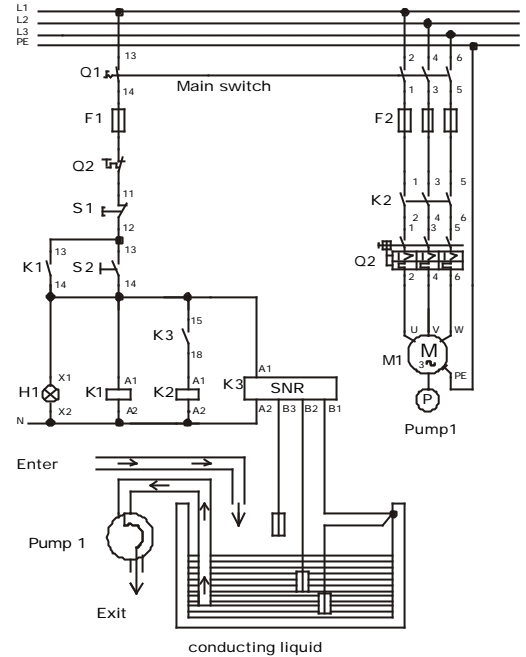 L1
L2
L3
PE
13
Q1
14
Main switch
2 4 6
1 3 5
F1
F2
Q2
11
S1
12
1 3 5
K2
2 4 6
1 3 5
Q2
2 4 6
13
K1
14
13
S2
14
15
K3
18
U V W
M1
M
3
PE
P
Pump1
X1
H1
X2
A1
K1
A2
A1
K2
A2
A1
K3
SNR
A2 B3 B2 B1
N
Enter
Pump 1
Exit
conducting liquid